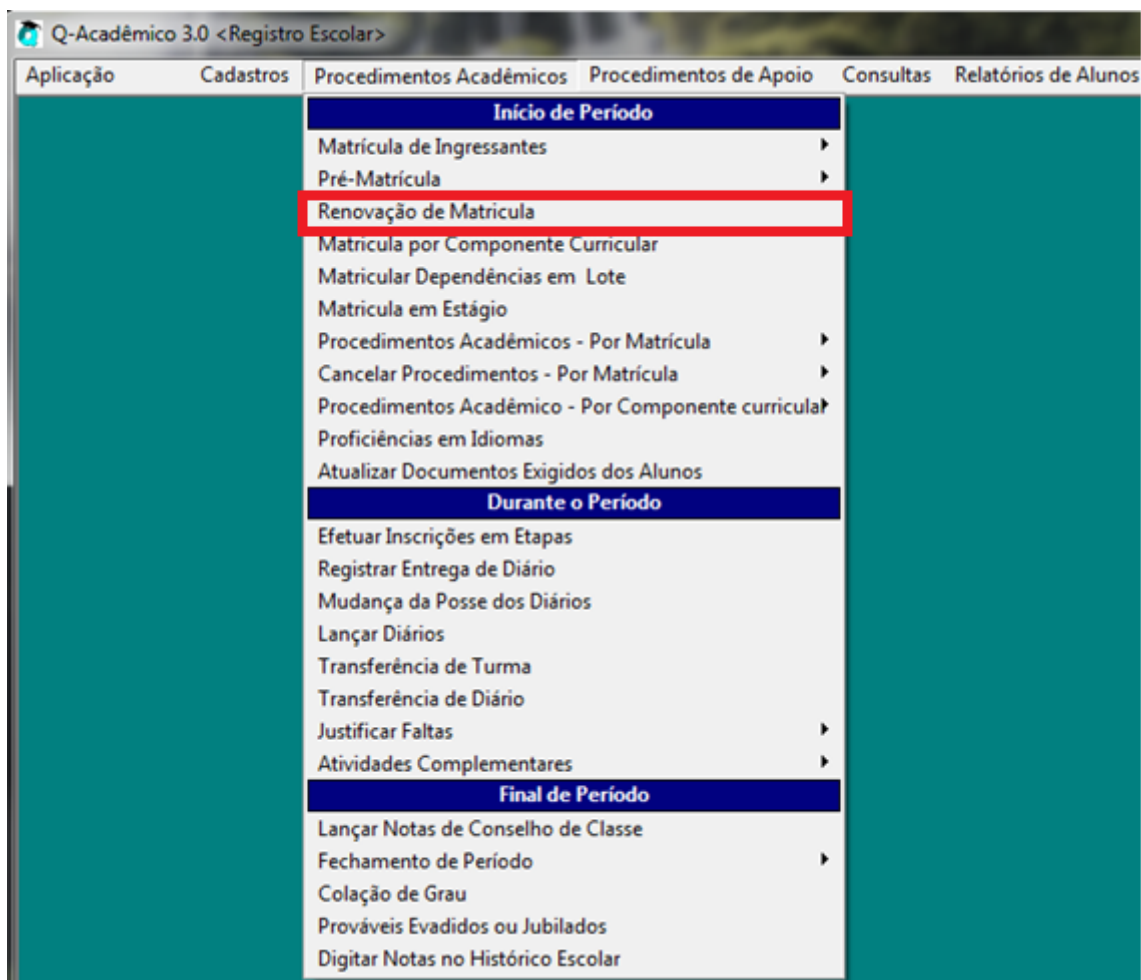 Q-Acadêmico 3.0 <Registro Escolar>
Aplicação Cadastros Procedimentos Acadêmicos Procedimentos de Apoio Consultas Relatórios de Alunos
Início de Período
Matrícula de Ingressantes
Pré-Matrícula
Renovação de Matricula
Matricula por Componente Curricular
Matricular Dependências em Lote
Matricula em Estágio
Procedimentos Acadêmicos - Por Matrícula
Cancelar Procedimentos - Por Matrícula
Procedimentos Acadêmico - Por Componente curricular
Proficiências em Idiomas
Atualizar Documentos Exigidos dos Alunos
Durante o Período
Efetuar Inscrições em Etapas
Registrar Entrega de Diário
Mudança da Posse dos Diários
Lançar Diários
Transferência de Turma
Transferência de Diário
Justificar Faltas
Atividades Complementares
Final de Período
Lançar Notas de Conselho de Classe
Fechamento de Período
Colação de Grau
Prováveis Evadidos ou Jubilados
Digitar Notas no Histórico Escolar